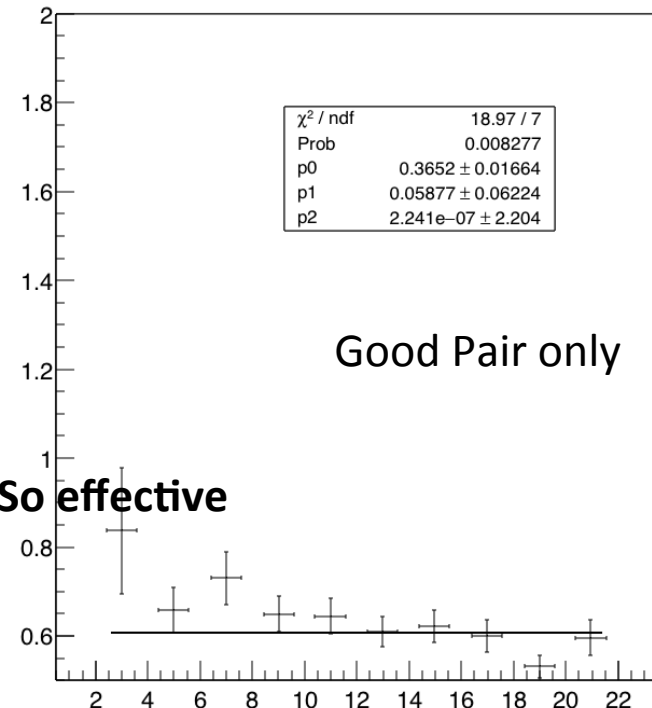 2
1.8
χ² / ndf 18.97 / 7
Prob 0.008277
p0 0.3652 ± 0.01664
p1 0.05877 ± 0.06224
p2 2.241e−07 ± 2.204
1.6
1.4
Good Pair only
1.2
1
So effective
0.8
0.6
2 4 6 8 10 12 14 16 18 20 22